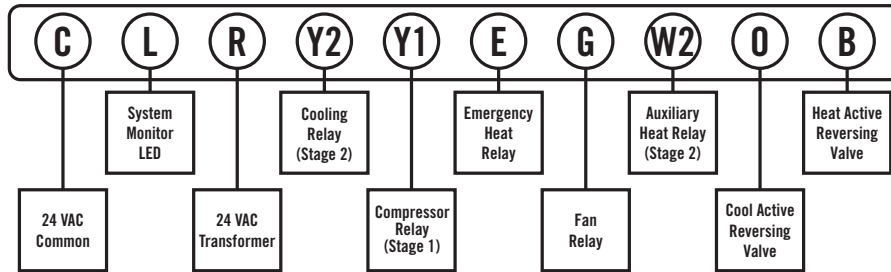 C L R Y2 Y1 E G W2 O B
System
Monitor
LED
Cooling
Relay
(Stage 2)
Emergency
Heat
Relay
Auxiliary
Heat Relay
(Stage 2)
Heat Active
Reversing
Valve
24 VAC
Common
24 VAC
Transformer
Compressor
Relay
(Stage 1)
Fan
Relay
Cool Active
Reversing
Valve